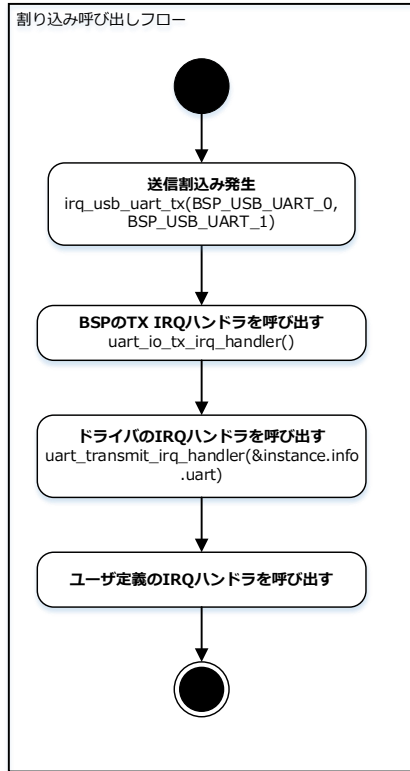 割り込み呼び出しフロー
送信割込み発生
irq_usb_uart_tx(BSP_USB_UART_0,
BSP_USB_UART_1)
BSPのTX IRQハンドラを呼び出す
uart_io_tx_irq_handler()
ドライバのIRQハンドラを呼び出す
uart_transmit_irq_handler(&instance.info
.uart)
ユーザ定義のIRQハンドラを呼び出す